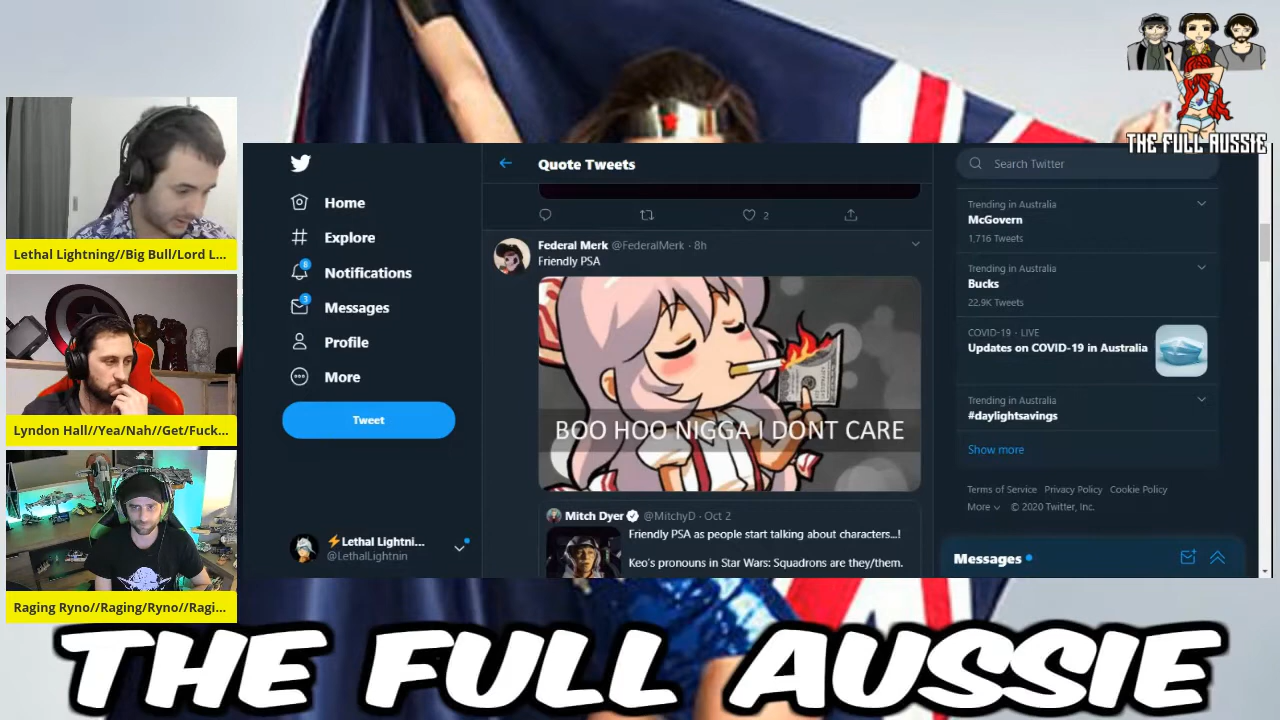 THE FULL AUSSIE
Lethal Lightning//Big Bull/Lord L...
Lyndon Hall//Yea/Nah//Get/Fuck...
Raging Ryno//Raging/Ryno//Ragi...
Home
Explore
8
Notifications
3
Messages
Profile
More
Tweet
⚡Lethal Lightni...
@LethalLightnin
Quote Tweets
2
Federal Merk @FederalMerk · 8h
Friendly PSA
BOO HOO NIGGA I DONT CARE
Mitch Dyer @MitchyD · Oct 2
Friendly PSA as people start talking about characters...!
Keo's pronouns in Star Wars: Squadrons are they/them.
Search Twitter
Trending in Australia
McGovern
1,716 Tweets
Trending in Australia
Bucks
22.9K Tweets
COVID-19 · LIVE
Updates on COVID-19 in Australia
Trending in Australia
#daylightsavings
Show more
Terms of Service Privacy Policy Cookie Policy
More © 2020 Twitter, Inc.
Messages
THE FULL AUSSIE